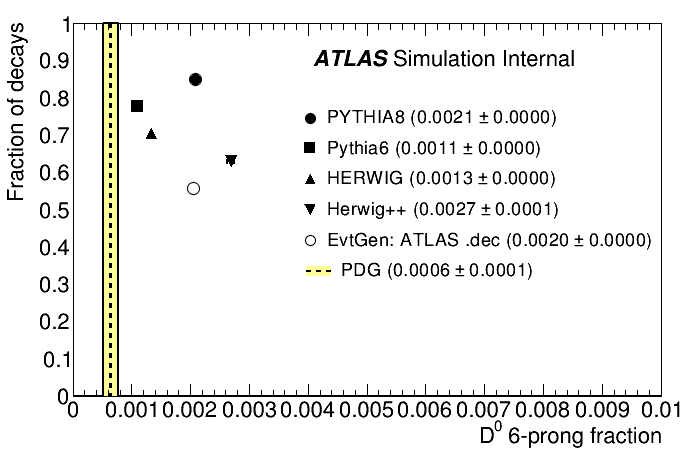 Fraction of decays
1
0.9
0.8
0.7
0.6
0.5
0.4
0.3
0.2
0.1
0
ATLAS Simulation Internal
PYTHIA8 (0.0021 ± 0.0000)
Pythia6 (0.0011 ± 0.0000)
HERWIG (0.0013 ± 0.0000)
Herwig++ (0.0027 ± 0.0001)
EvtGen: ATLAS .dec (0.0020 ± 0.0000)
PDG (0.0006 ± 0.0001)
0 0.001 0.002 0.003 0.004 0.005 0.006 0.007 0.008 0.009 0.01
D⁰ 6-prong fraction